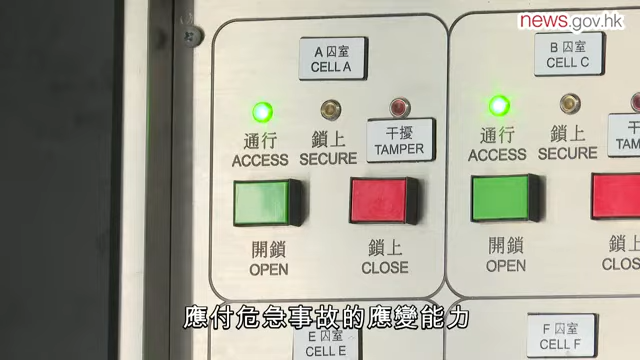 news.gov.hk
A 囚室
CELL A
通行
ACCESS
鎖上
SECURE
干擾
TAMPER
開鎖
OPEN
鎖上
CLOSE
B 囚室
CELL C
通行
ACCESS
鎖上
SECURE
開鎖
OPEN
應付危急事故的應變能力
E 囚室
CELL E
F 囚室
CELL F